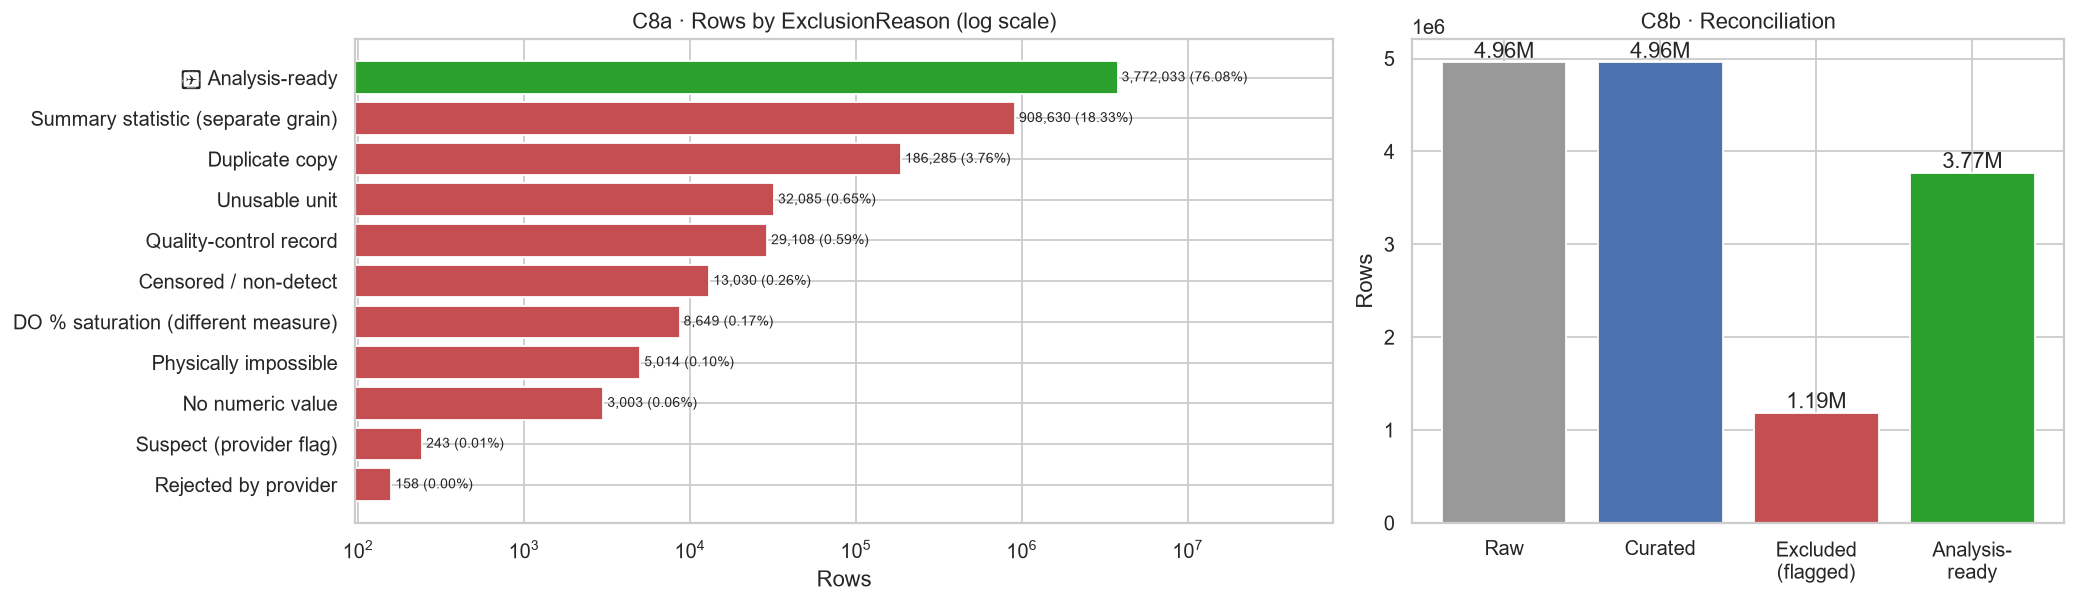 C8a · Rows by ExclusionReason (log scale)
Analysis-ready
3,772,033 (76.08%)
Summary statistic (separate grain)
908,630 (18.33%)
Duplicate copy
186,285 (3.76%)
Unusable unit
32,085 (0.65%)
Quality-control record
29,108 (0.59%)
Censored / non-detect
13,030 (0.26%)
DO % saturation (different measure)
8,649 (0.17%)
Physically impossible
5,014 (0.10%)
No numeric value
3,003 (0.06%)
Suspect (provider flag)
243 (0.01%)
Rejected by provider
158 (0.00%)
10² 10³ 10⁴ 10⁵ 10⁶ 10⁷
Rows
C8b · Reconciliation
1e6
5
4
3
2
1
0
Rows
4.96M
4.96M
1.19M
3.77M
Raw
Curated
Excluded
(flagged)
Analysis-
ready